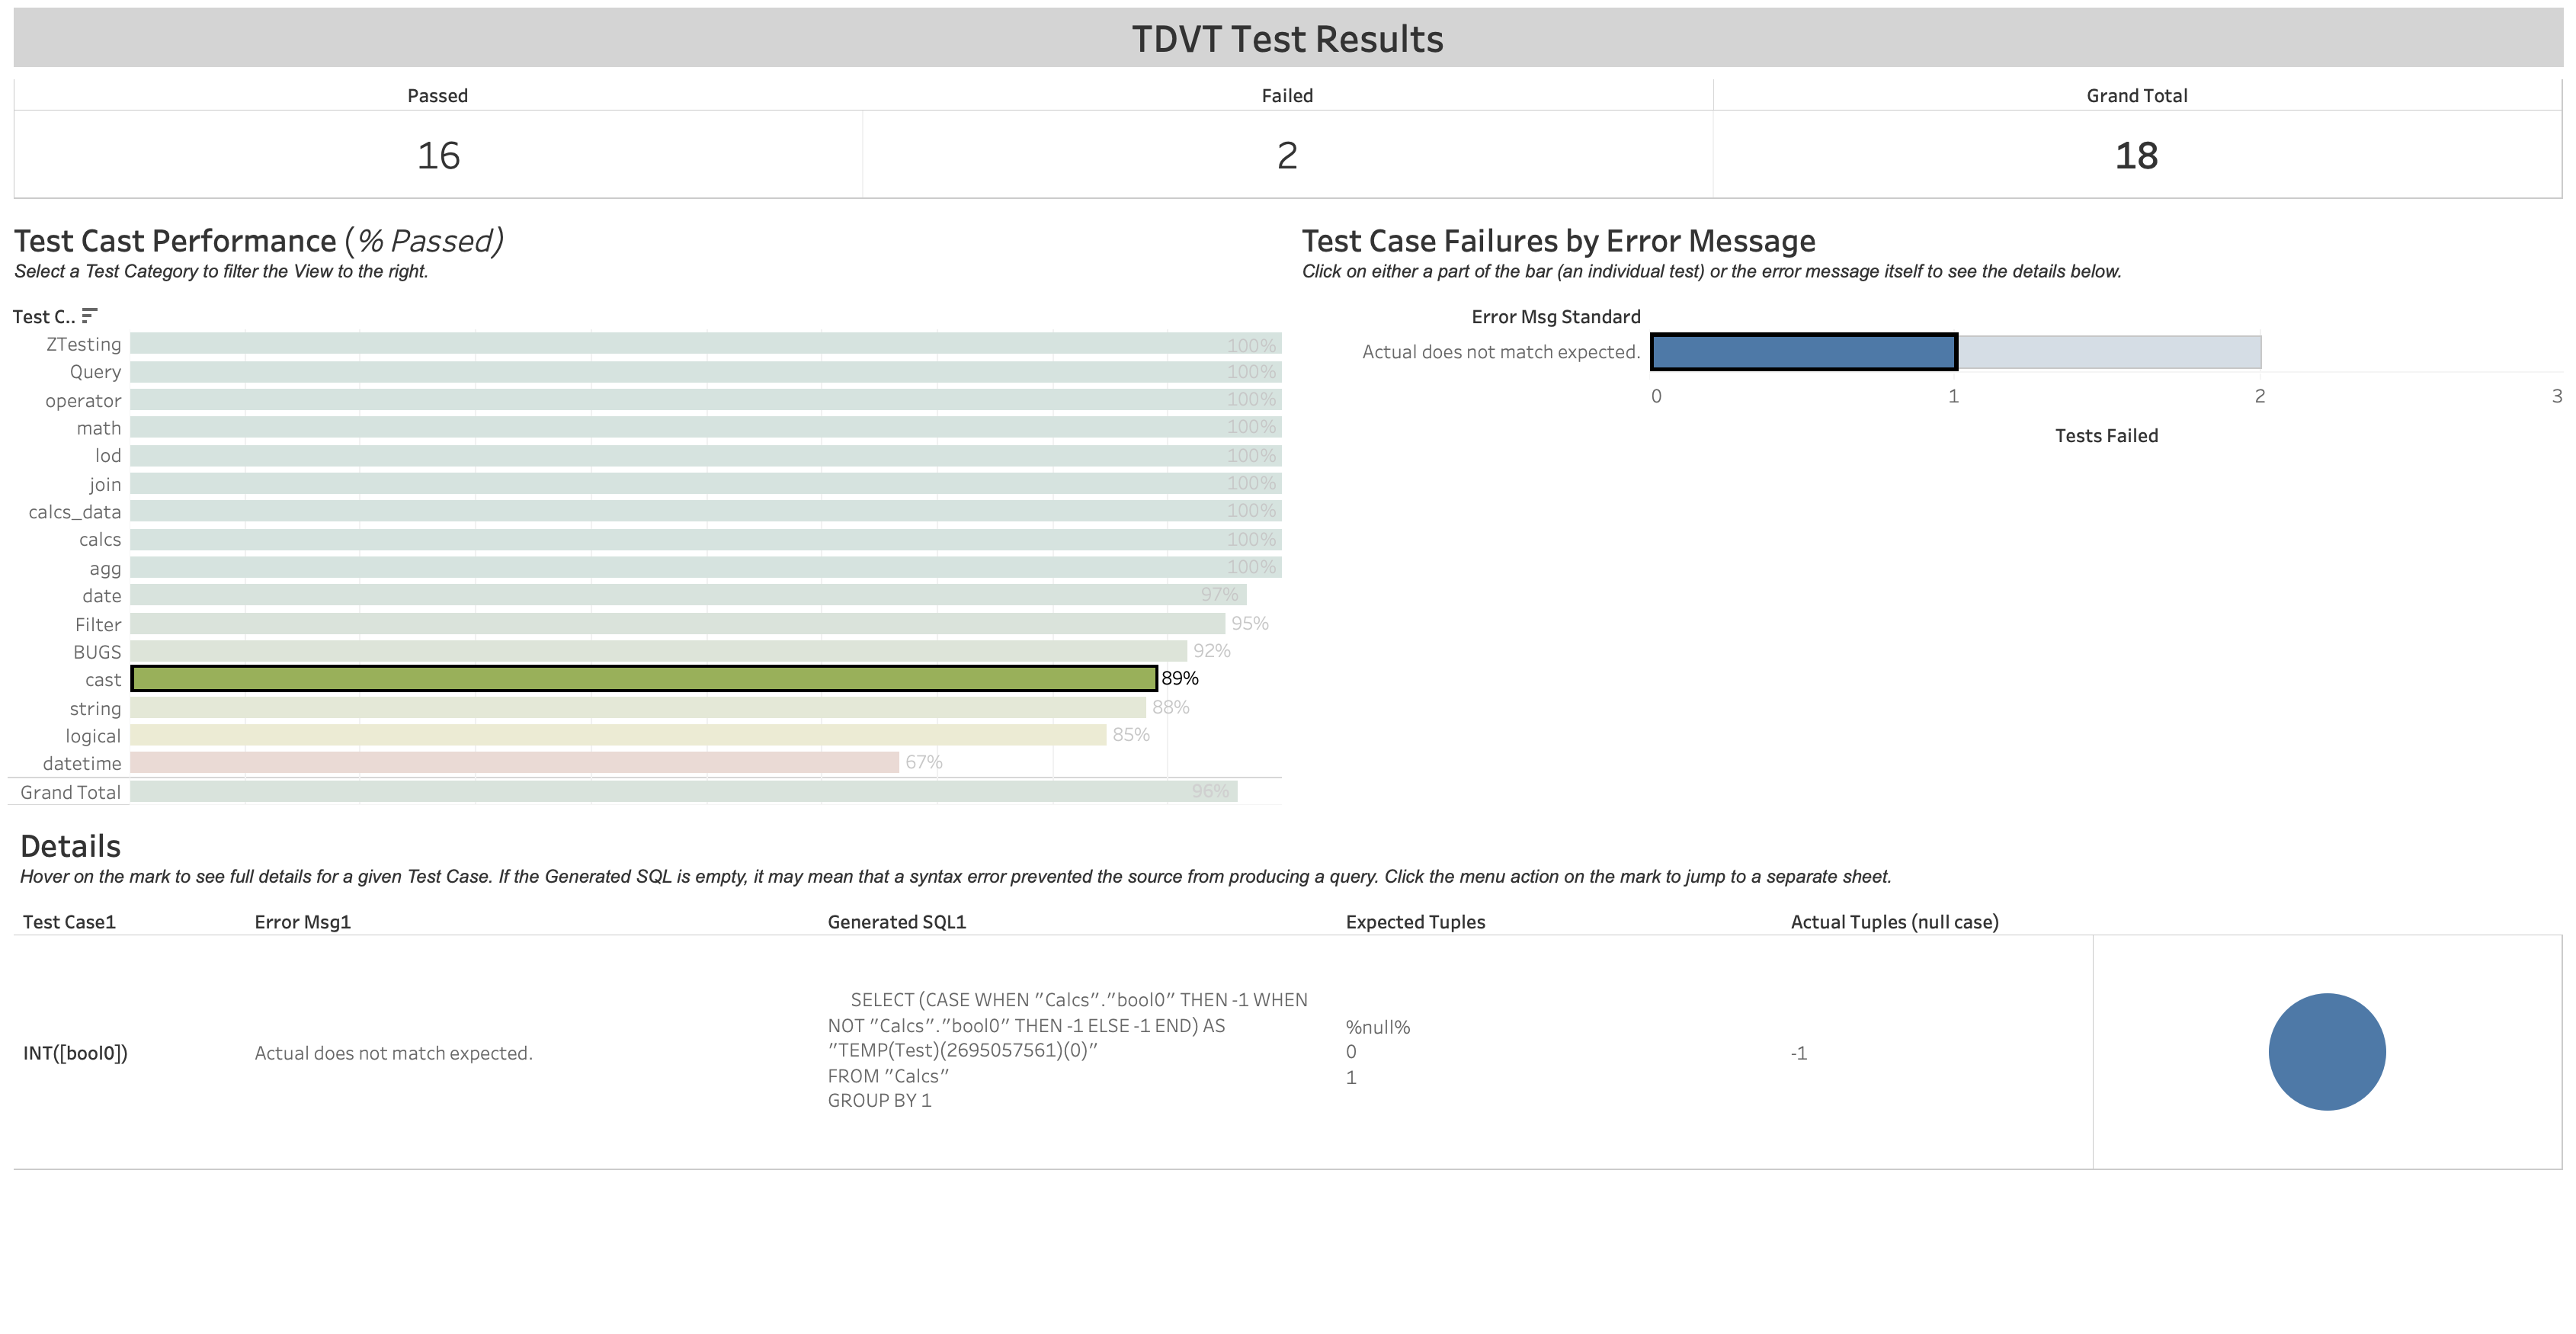 TDVT Test Results
Passed
Failed
Grand Total
16
2
18
Test Cast Performance (% Passed)
Select a Test Category to filter the View to the right.
Test C..
ZTesting 100%
Query 100%
operator 100%
math 100%
lod 100%
join 100%
calcs_data 100%
calcs 100%
agg 100%
date 97%
Filter 95%
BUGS 92%
cast 89%
string 88%
logical 85%
datetime 67%
Grand Total 96%
Test Case Failures by Error Message
Click on either a part of the bar (an individual test) or the error message itself to see the details below.
Error Msg Standard
Actual does not match expected.
0 1 2 3
Tests Failed
Details
Hover on the mark to see full details for a given Test Case. If the Generated SQL is empty, it may mean that a syntax error prevented the source from producing a query. Click the menu action on the mark to jump to a separate sheet.
Test Case1
Error Msg1
Generated SQL1
Expected Tuples
Actual Tuples (null case)
INT([bool0])
Actual does not match expected.
SELECT (CASE WHEN "Calcs"."bool0" THEN -1 WHEN
NOT "Calcs"."bool0" THEN -1 ELSE -1 END) AS
"TEMP(Test)(2695057561)(0)"
FROM "Calcs"
GROUP BY 1
%null%
0
1
-1